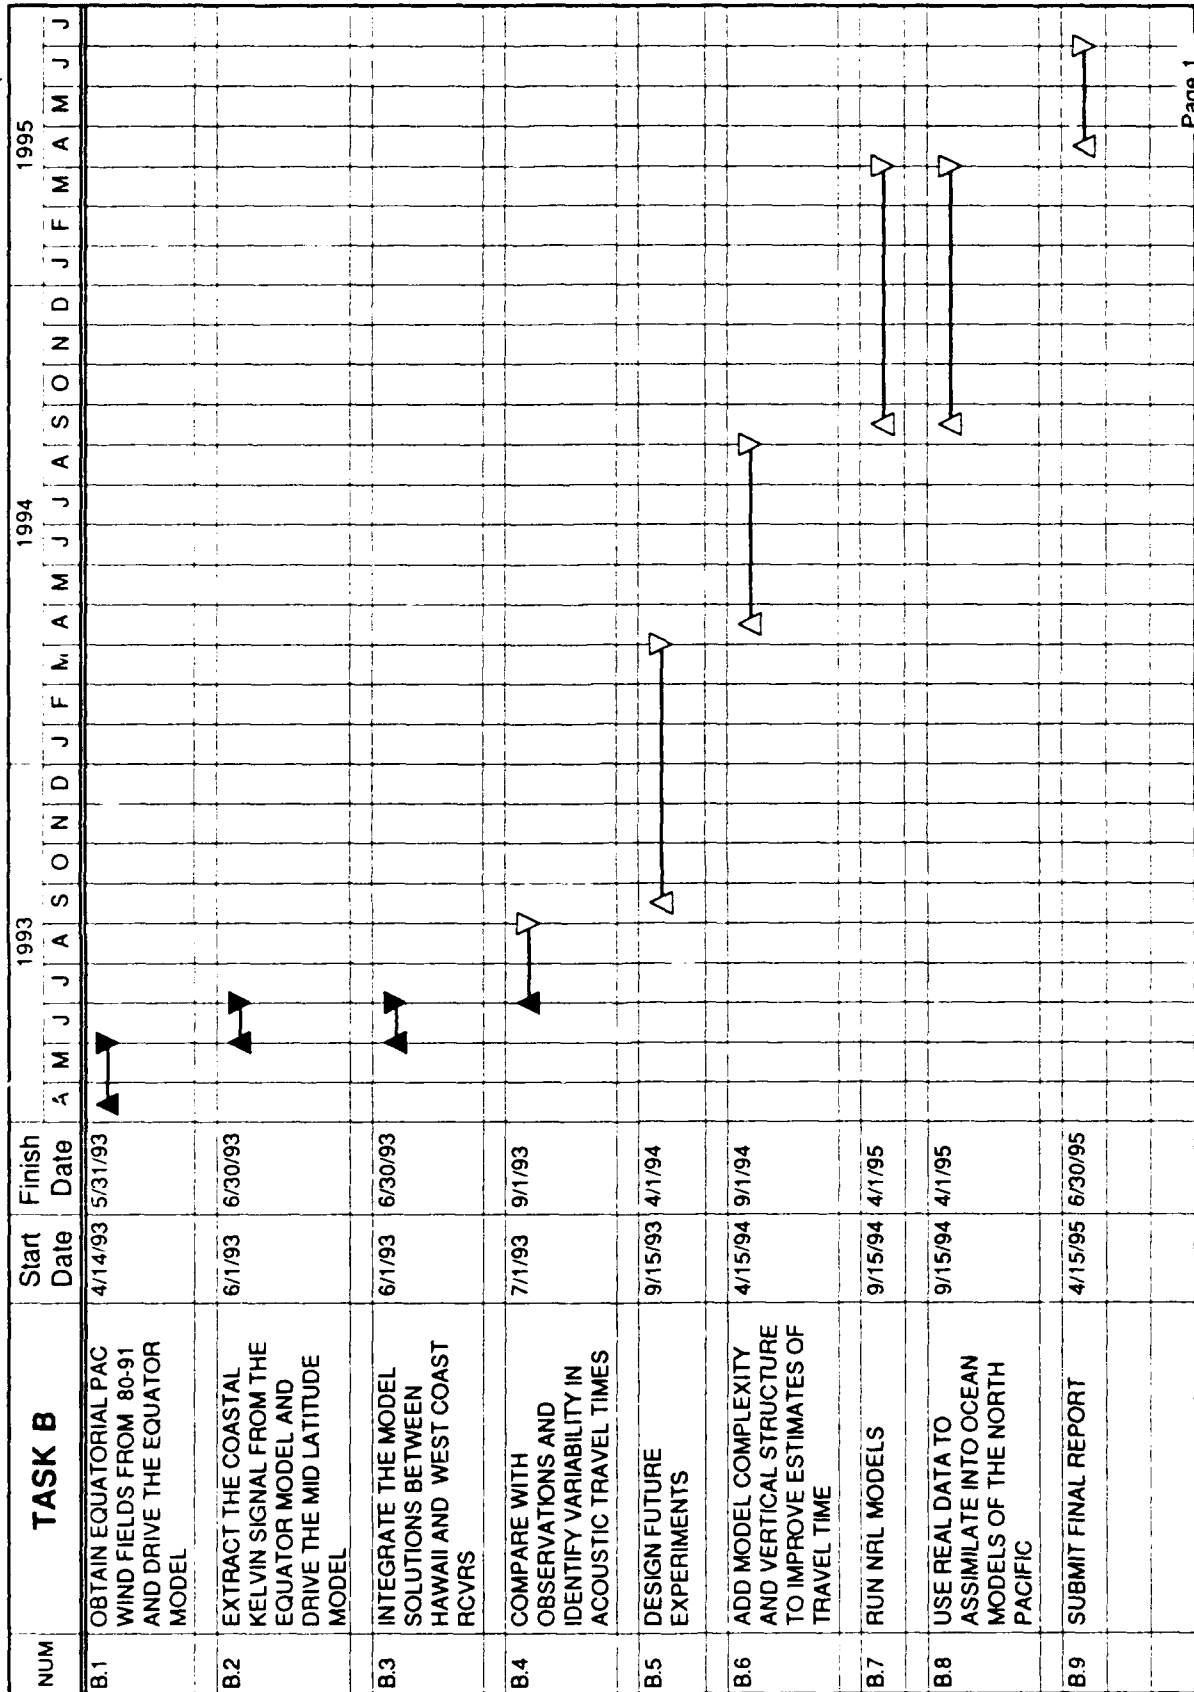 NUM TASK B Start Date Finish Date 1993 1994 1995
A M J J A S O N D J F M A M J J A S O N D J F M A M J J
B.1 OBTAIN EQUATORIAL PAC 4/14/93 5/31/93
WIND FIELDS FROM 80-91
AND DRIVE THE EQUATOR
MODEL
B.2 EXTRACT THE COASTAL 6/1/93 6/30/93
KELVIN SIGNAL FROM THE
EQUATOR MODEL AND
DRIVE THE MID LATITUDE
MODEL
B.3 INTEGRATE THE MODEL 6/1/93 6/30/93
SOLUTIONS BETWEEN
HAWAII AND WEST COAST
RCVRS
B.4 COMPARE WITH 7/1/93 9/1/93
OBSERVATIONS AND
IDENTIFY VARIABILITY IN
ACOUSTIC TRAVEL TIMES
B.5 DESIGN FUTURE 9/15/93 4/1/94
EXPERIMENTS
B.6 ADD MODEL COMPLEXITY 4/15/94 9/1/94
AND VERTICAL STRUCTURE
TO IMPROVE ESTIMATES OF
TRAVEL TIME
B.7 RUN NRL MODELS 9/15/94 4/1/95
B.8 USE REAL DATA TO 9/15/94 4/1/95
ASSIMILATE INTO OCEAN
MODELS OF THE NORTH
PACIFIC
B.9 SUBMIT FINAL REPORT 4/15/95 6/30/95
Page 1